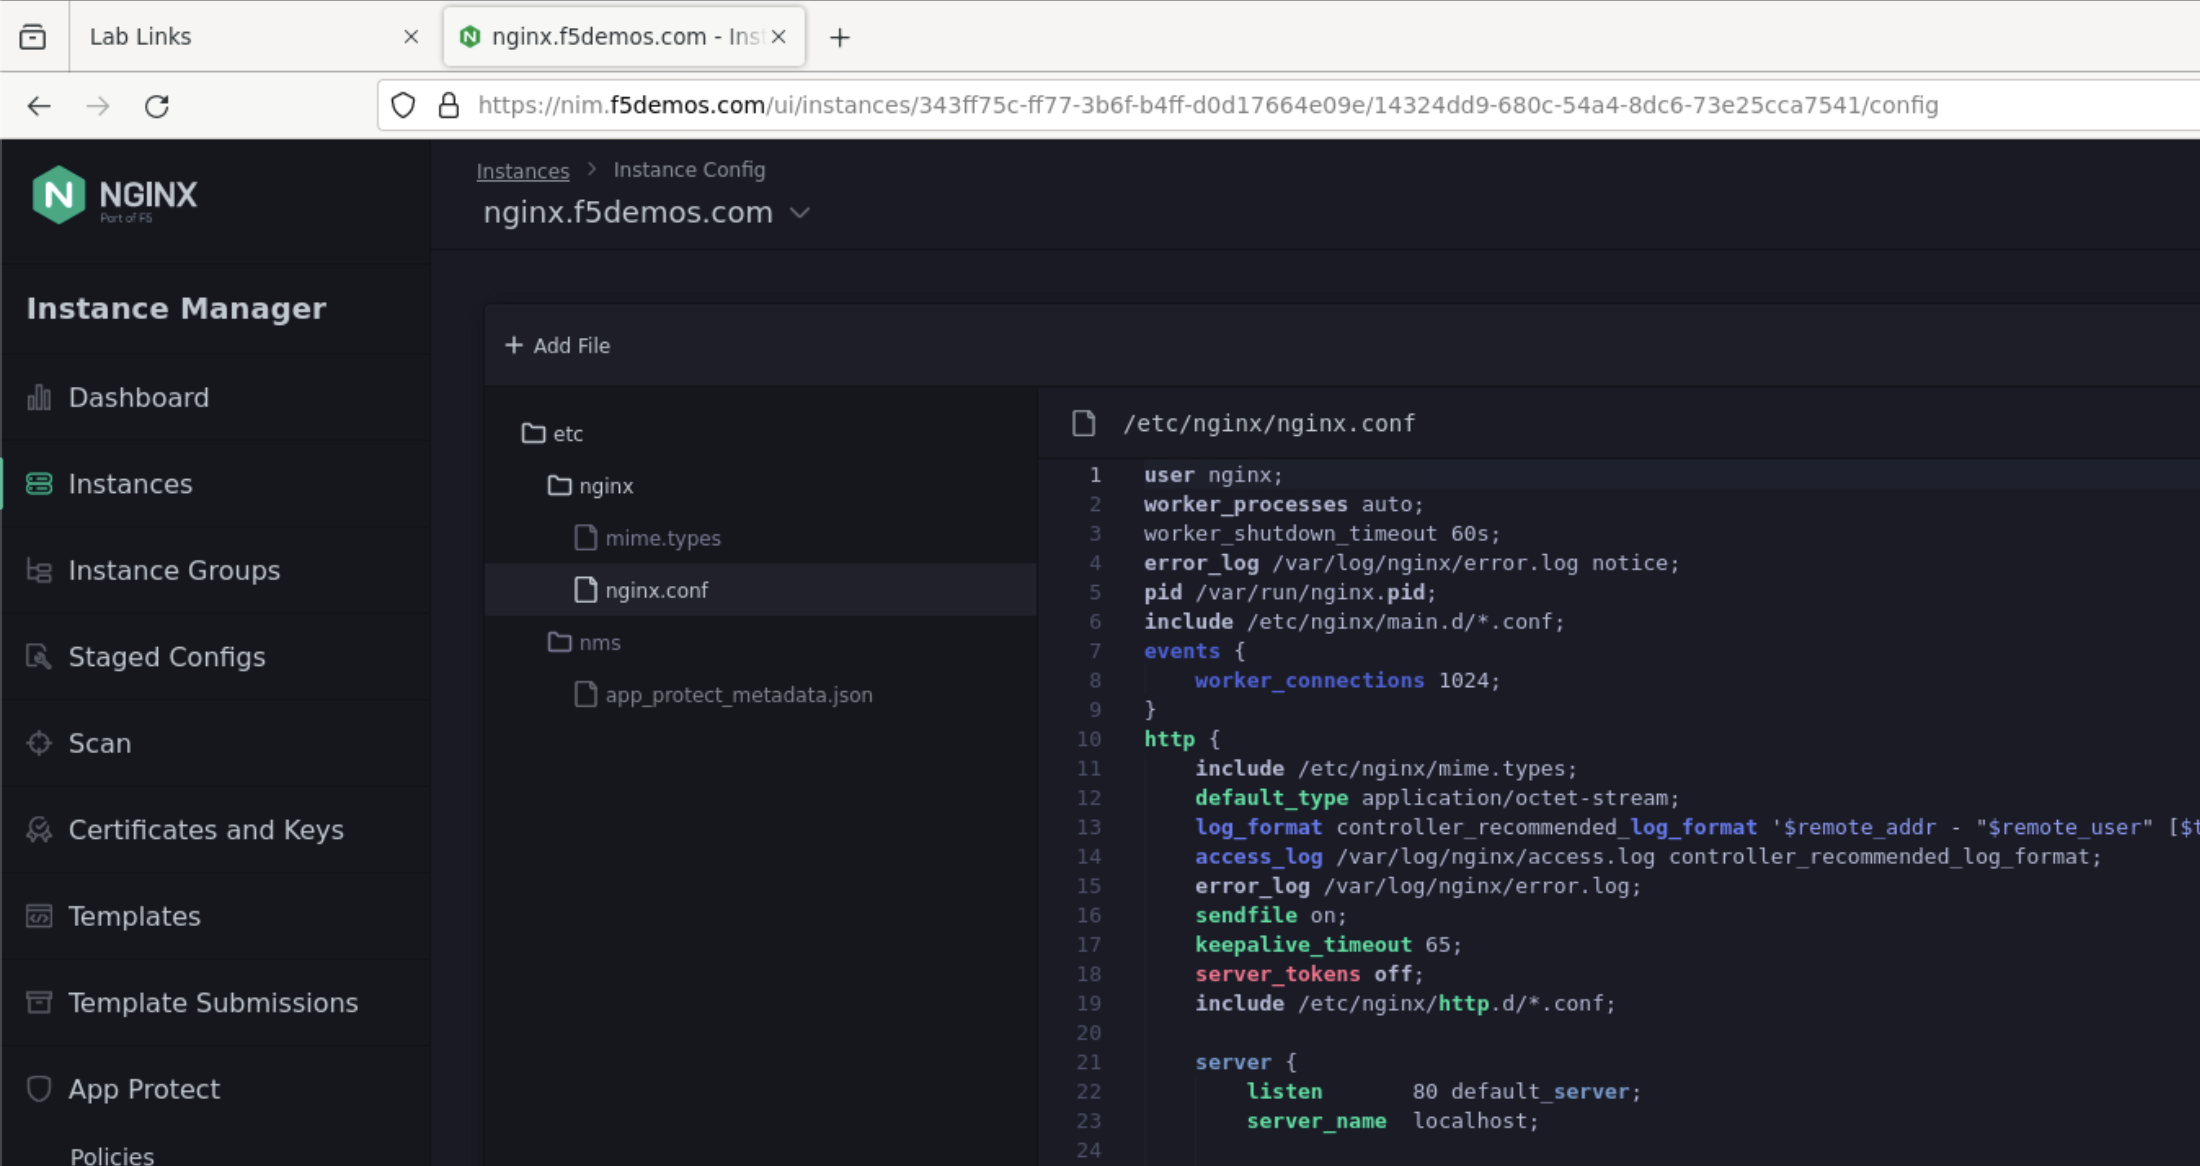 Lab Links
nginx.f5demos.com - Inst
https://nim.f5demos.com/ui/instances/343ff75c-ff77-3b6f-b4ff-d0d17664e09e/14324dd9-680c-54a4-8dc6-73e25cca7541/config
NGINX
Part of F5
Instance Manager
Dashboard
Instances
Instance Groups
Staged Configs
Scan
Certificates and Keys
Templates
Template Submissions
App Protect
Policies
Instances > Instance Config
nginx.f5demos.com
+ Add File
etc
nginx
mime.types
nginx.conf
nms
app_protect_metadata.json
/etc/nginx/nginx.conf
1 user nginx;
2 worker_processes auto;
3 worker_shutdown_timeout 60s;
4 error_log /var/log/nginx/error.log notice;
5 pid /var/run/nginx.pid;
6 include /etc/nginx/main.d/*.conf;
7 events {
8     worker_connections 1024;
9 }
10 http {
11     include /etc/nginx/mime.types;
12     default_type application/octet-stream;
13     log_format controller_recommended_log_format '$remote_addr - "$remote_user" [$t
14     access_log /var/log/nginx/access.log controller_recommended_log_format;
15     error_log /var/log/nginx/error.log;
16     sendfile on;
17     keepalive_timeout 65;
18     server_tokens off;
19     include /etc/nginx/http.d/*.conf;
20
21     server {
22         listen       80 default_server;
23         server_name  localhost;
24